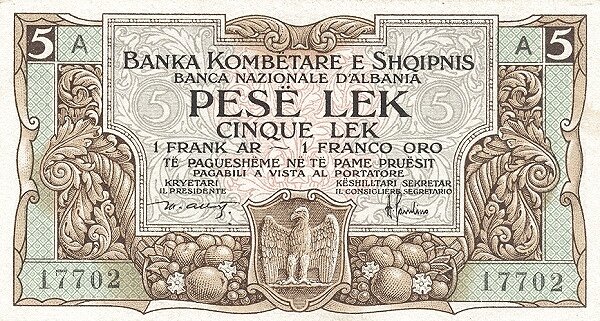 5 A A 5
BANKA KOMBËTARE E SHQIPNIS
BANCA NAZIONALE D'ALBANIA
5 PESË LEK 5
CINQUE LEK
1 FRANK AR — 1 FRANCO ORO
TË PAGUESHËME NË TË PAME PRUËSIT
PAGABILI A VISTA AL PORTATORE
KRYETARI KËSHILLTARI SEKRETAR
IL PRESIDENTE IL CONSIGLIERE SEGRETARIO
17702 17702